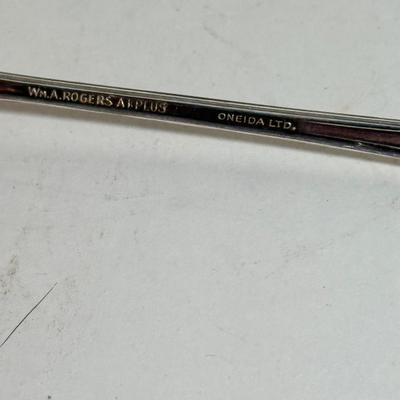 WM.A.ROGERS A1 PLUS ONEIDA LTD.